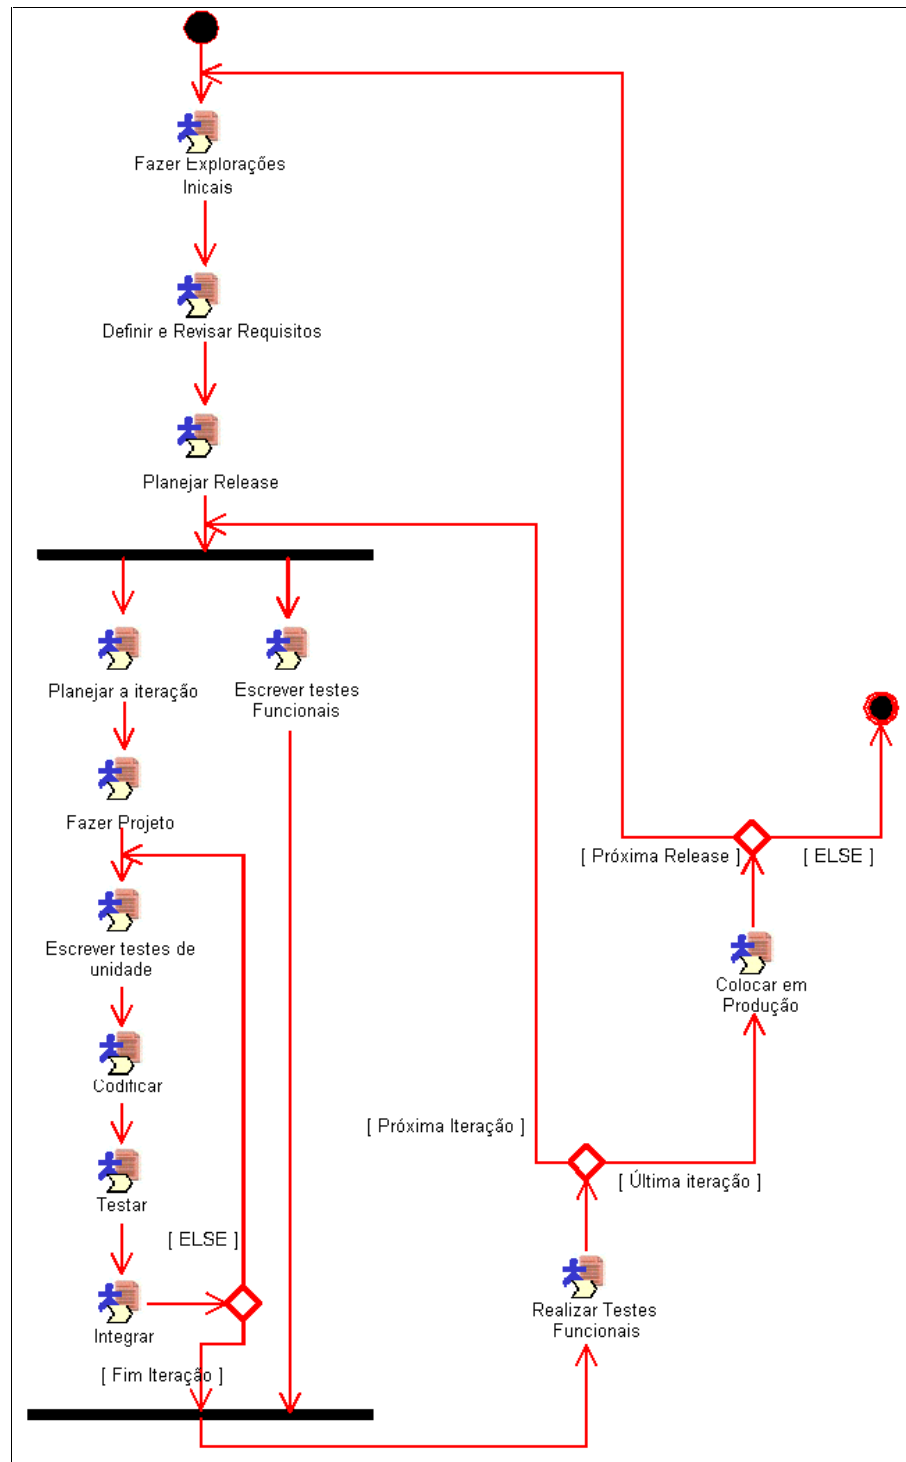 Fazer Explorações
Inicais
Definir e Revisar Requisitos
Planejar Release
Planejar a iteração
Escrever testes
Funcionais
Fazer Projeto
[ Próxima Release ]
[ ELSE ]
Escrever testes de
unidade
Colocar em
Produção
Codificar
[ Próxima Iteração ]
[ Última iteração ]
Testar
[ ELSE ]
Realizar Testes
Funcionais
Integrar
[ Fim Iteração ]